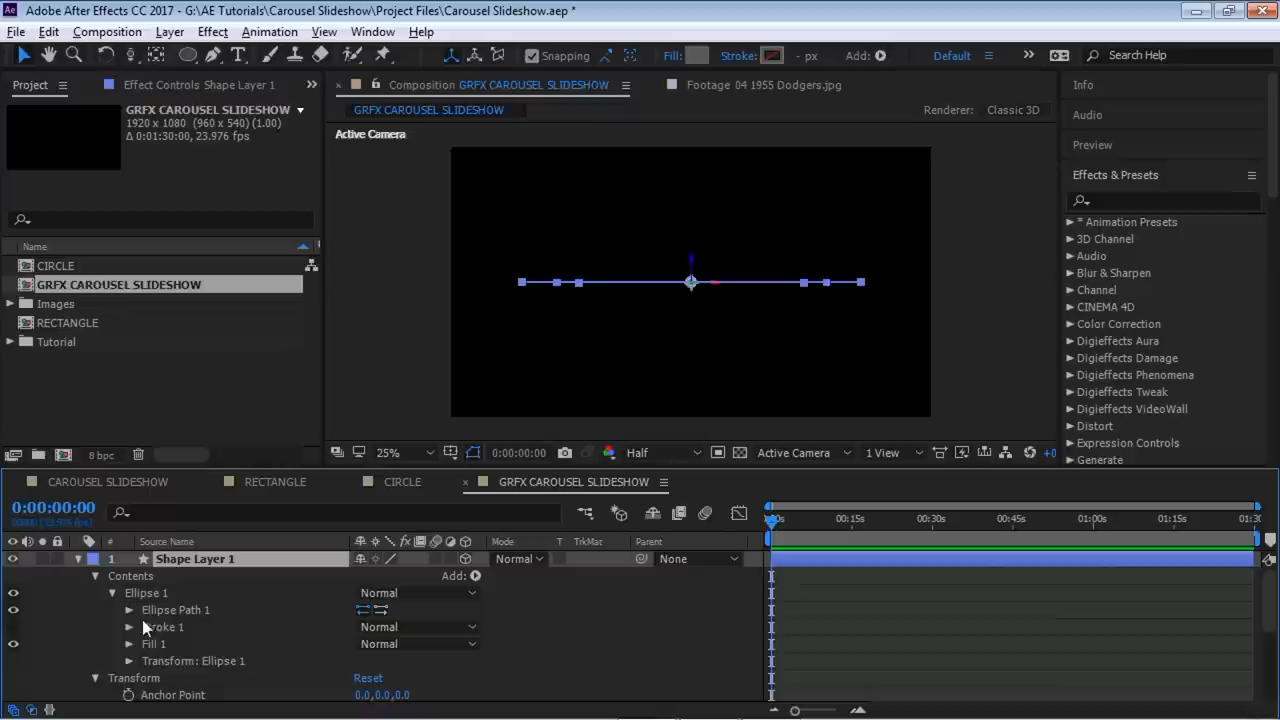 Adobe After Effects CC 2017 - G:\AE Tutorials\Carousel Slideshow\Project Files\Carousel Slideshow.aep *
File Edit Composition Layer Effect Animation View Window Help
Snapping Fill: Stroke: - px Add: Default Search Help
Project Effect Controls Shape Layer 1
Composition GRFX CAROUSEL SLIDESHOW Footage 04 1955 Dodgers.jpg
GRFX CAROUSEL SLIDESHOW
1920 x 1080 (960 x 540) (1.00)
Δ 0:01:30:00, 23.976 fps
GRFX CAROUSEL SLIDESHOW Renderer: Classic 3D
Active Camera
Name
CIRCLE
GRFX CAROUSEL SLIDESHOW
Images
RECTANGLE
Tutorial
8 bpc
25% 0:00:00:00 Half Active Camera 1 View +0
Info
Audio
Preview
Effects & Presets
* Animation Presets
3D Channel
Audio
Blur & Sharpen
Channel
CINEMA 4D
Color Correction
Digieffects Aura
Digieffects Damage
Digieffects Phenomena
Digieffects Tweak
Digieffects VideoWall
Distort
Expression Controls
Generate
CAROUSEL SLIDESHOW RECTANGLE CIRCLE GRFX CAROUSEL SLIDESHOW
0:00:00:00
00:15s 00:30s 00:45s 01:00s 01:15s 01:30
# Source Name Mode T TrkMat Parent
1 Shape Layer 1 Normal None
Contents Add:
Ellipse 1 Normal
Ellipse Path 1
Normal
Fill 1 Normal
Transform: Ellipse 1
Transform Reset
Anchor Point 0.0,0.0,0.0